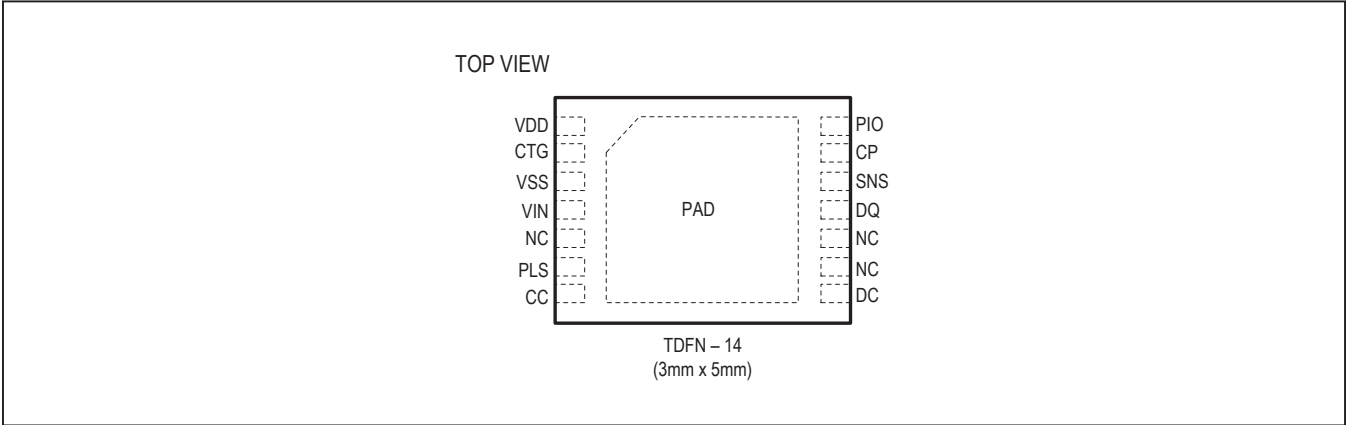 TOP VIEW
VDD
CTG
VSS
VIN
NC
PLS
CC
PAD
PIO
CP
SNS
DQ
NC
NC
DC
TDFN – 14
(3mm x 5mm)